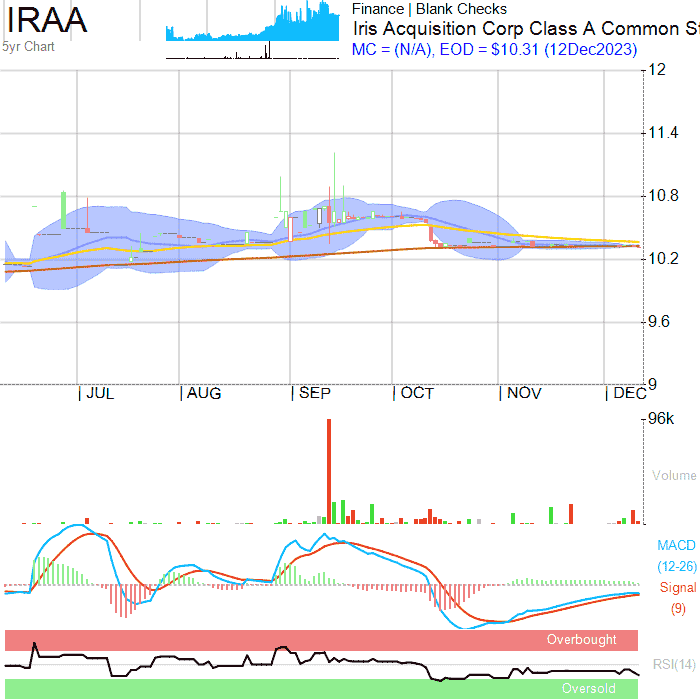 IRAA
5yr Chart
Finance | Blank Checks
Iris Acquisition Corp Class A Common St
MC = (N/A), EOD = $10.31 (12Dec2023)
12
11.4
10.8
10.2
9.6
9
| JUL | AUG | SEP | OCT | NOV | DEC
96k
Volume
MACD
(12-26)
Signal
(9)
Overbought
RSI(14)
Oversold